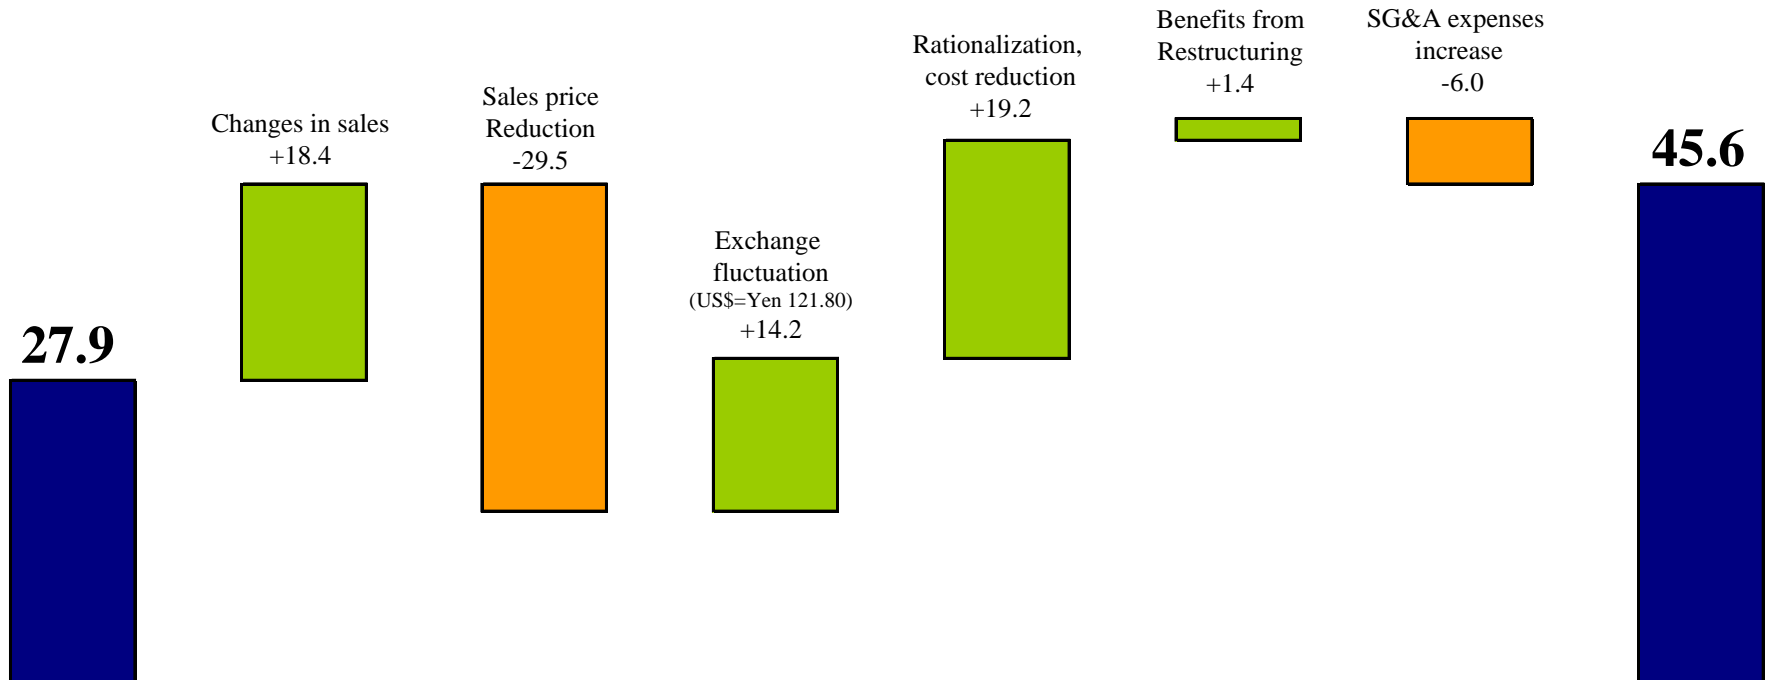 27.9
Changes in sales
+18.4
Sales price
Reduction
-29.5
Exchange
fluctuation
(US$=Yen 121.80)
+14.2
Rationalization,
cost reduction
+19.2
Benefits from
Restructuring
+1.4
SG&A expenses
increase
-6.0
45.6